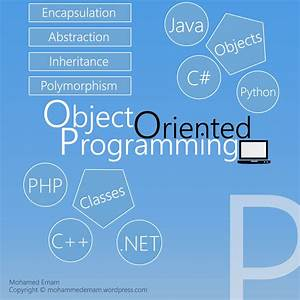 Encapsulation
Abstraction
Inheritance
Polymorphism
Java
Objects
C#
Python
Object Oriented
Programming
PHP
Classes
C++
.NET
P
Mohamed Emam
Copyright © mohammedemam.wordpress.com